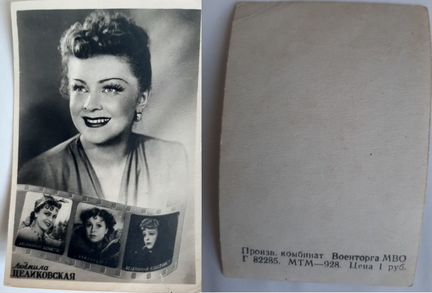 Людмила
ЦЕЛИКОВСКАЯ
Произв. комбинат Военторга МВО
Г 82285. МТМ—928. Цена 1 руб.